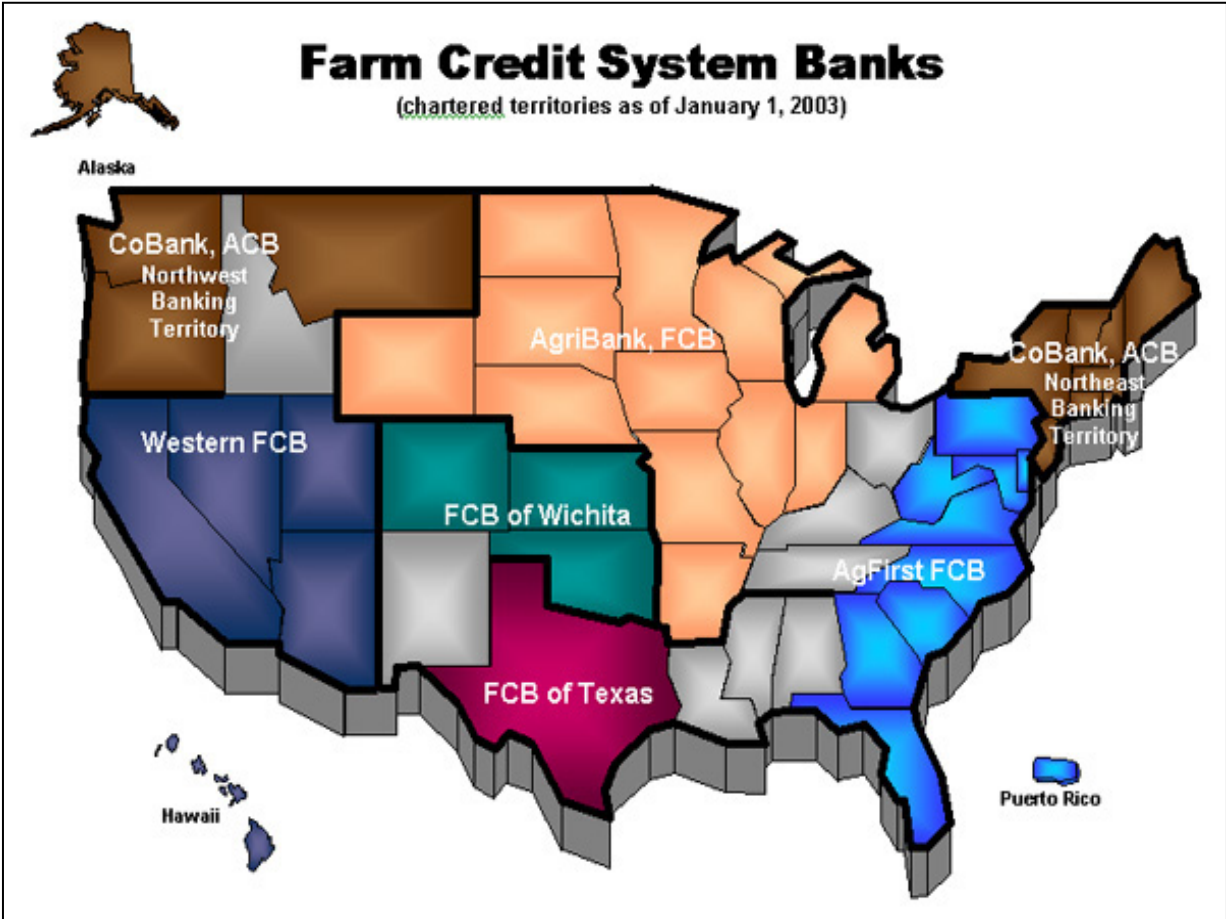 Farm Credit System Banks
(chartered territories as of January 1, 2003)
Alaska
CoBank, ACB
Northwest
Banking
Territory
AgriBank, FCB
CoBank, ACB
Northeast
Banking
Territory
Western FCB
FCB of Wichita
AgFirst FCB
FCB of Texas
Hawaii
Puerto Rico